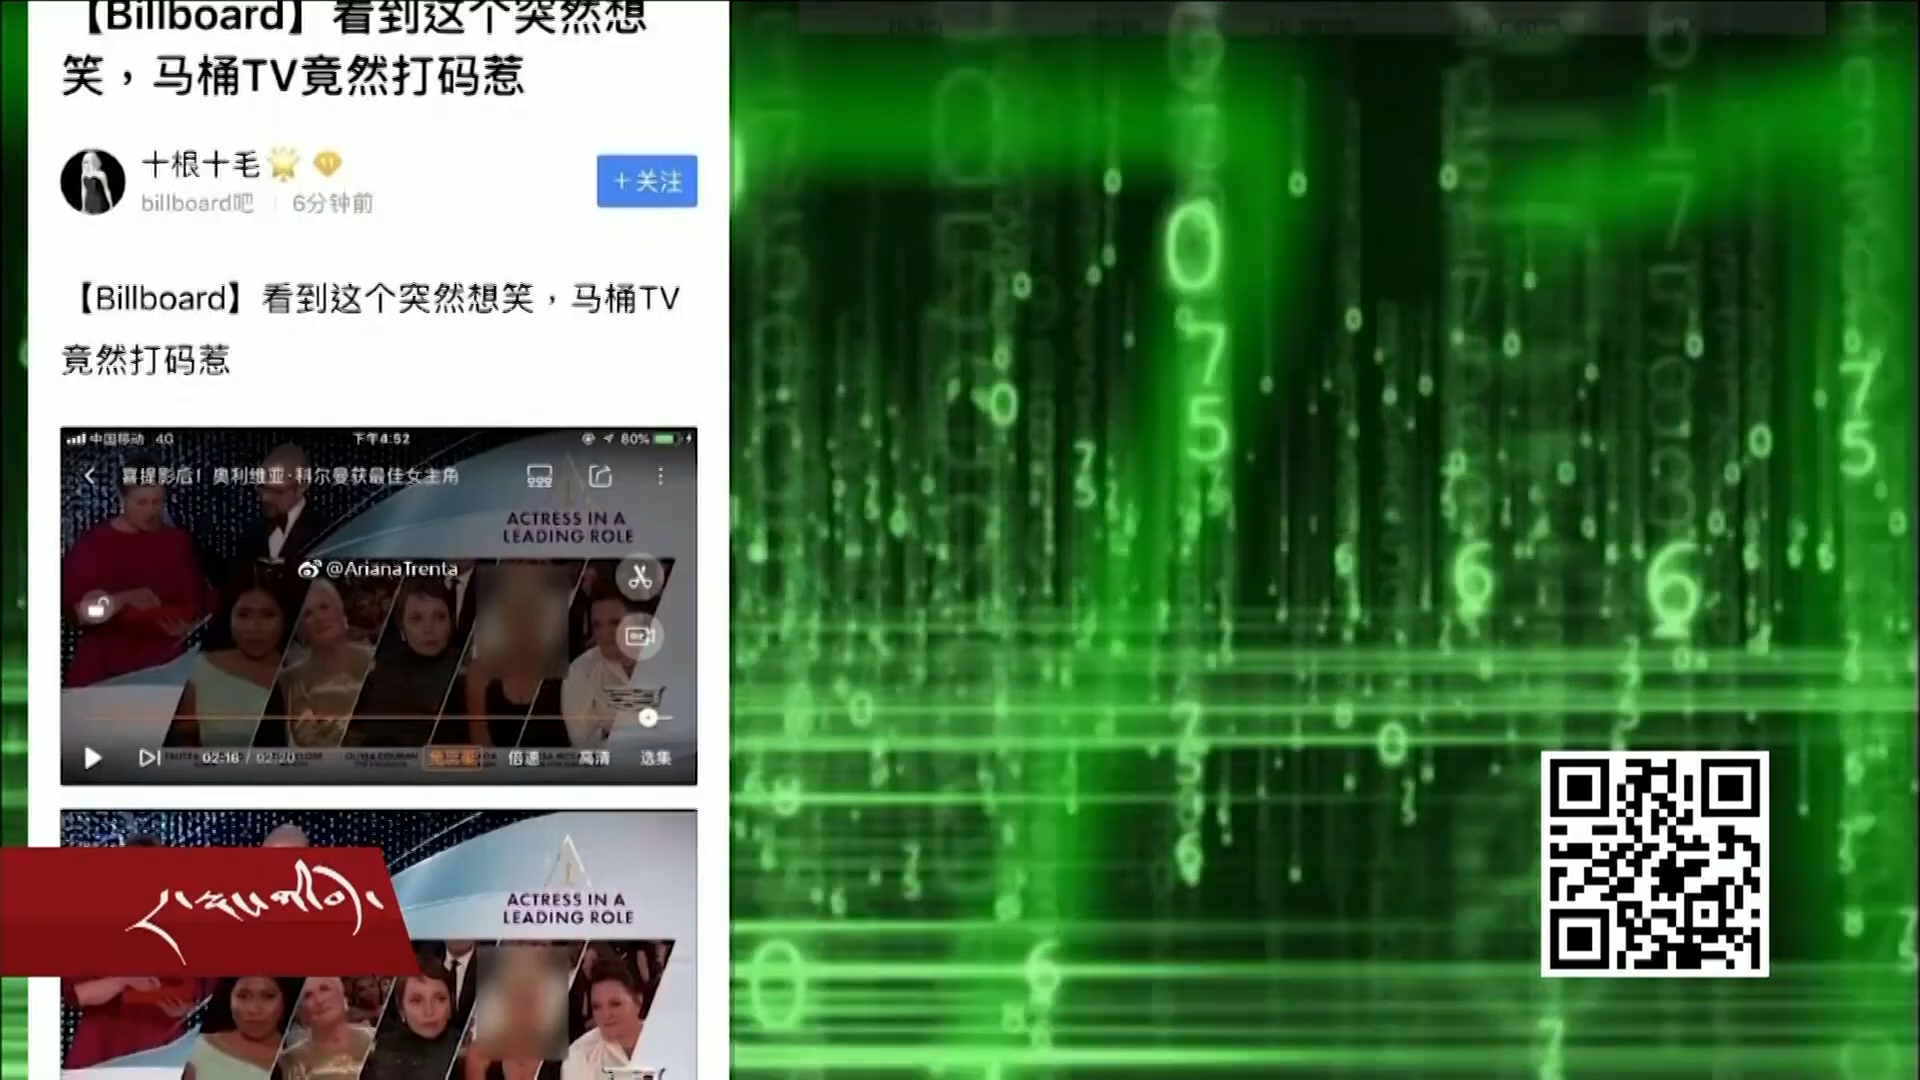 【Billboard】看到这个突然想
笑，马桶TV竟然打码惹
十根十毛
11
billboard吧
6分钟前
＋关注
【Billboard】看到这个突然想笑，马桶TV
竟然打码惹
中国移动 4G
下午4:52
80%
喜提影后！奥利维亚·科尔曼获最佳女主角
ACTRESS IN A
LEADING ROLE
@ArianaTrenta
GIF
02:16
倍速
高清
选集
ACTRESS IN A
LEADING ROLE